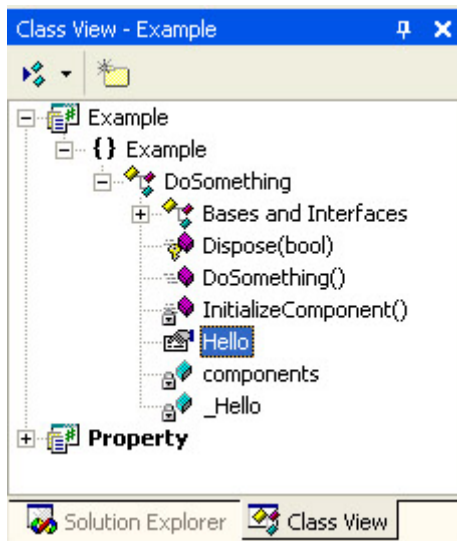 Class View - Example
Example
{} Example
DoSomething
Bases and Interfaces
Dispose(bool)
DoSomething()
InitializeComponent()
Hello
components
_Hello
Property
Solution Explorer Class View